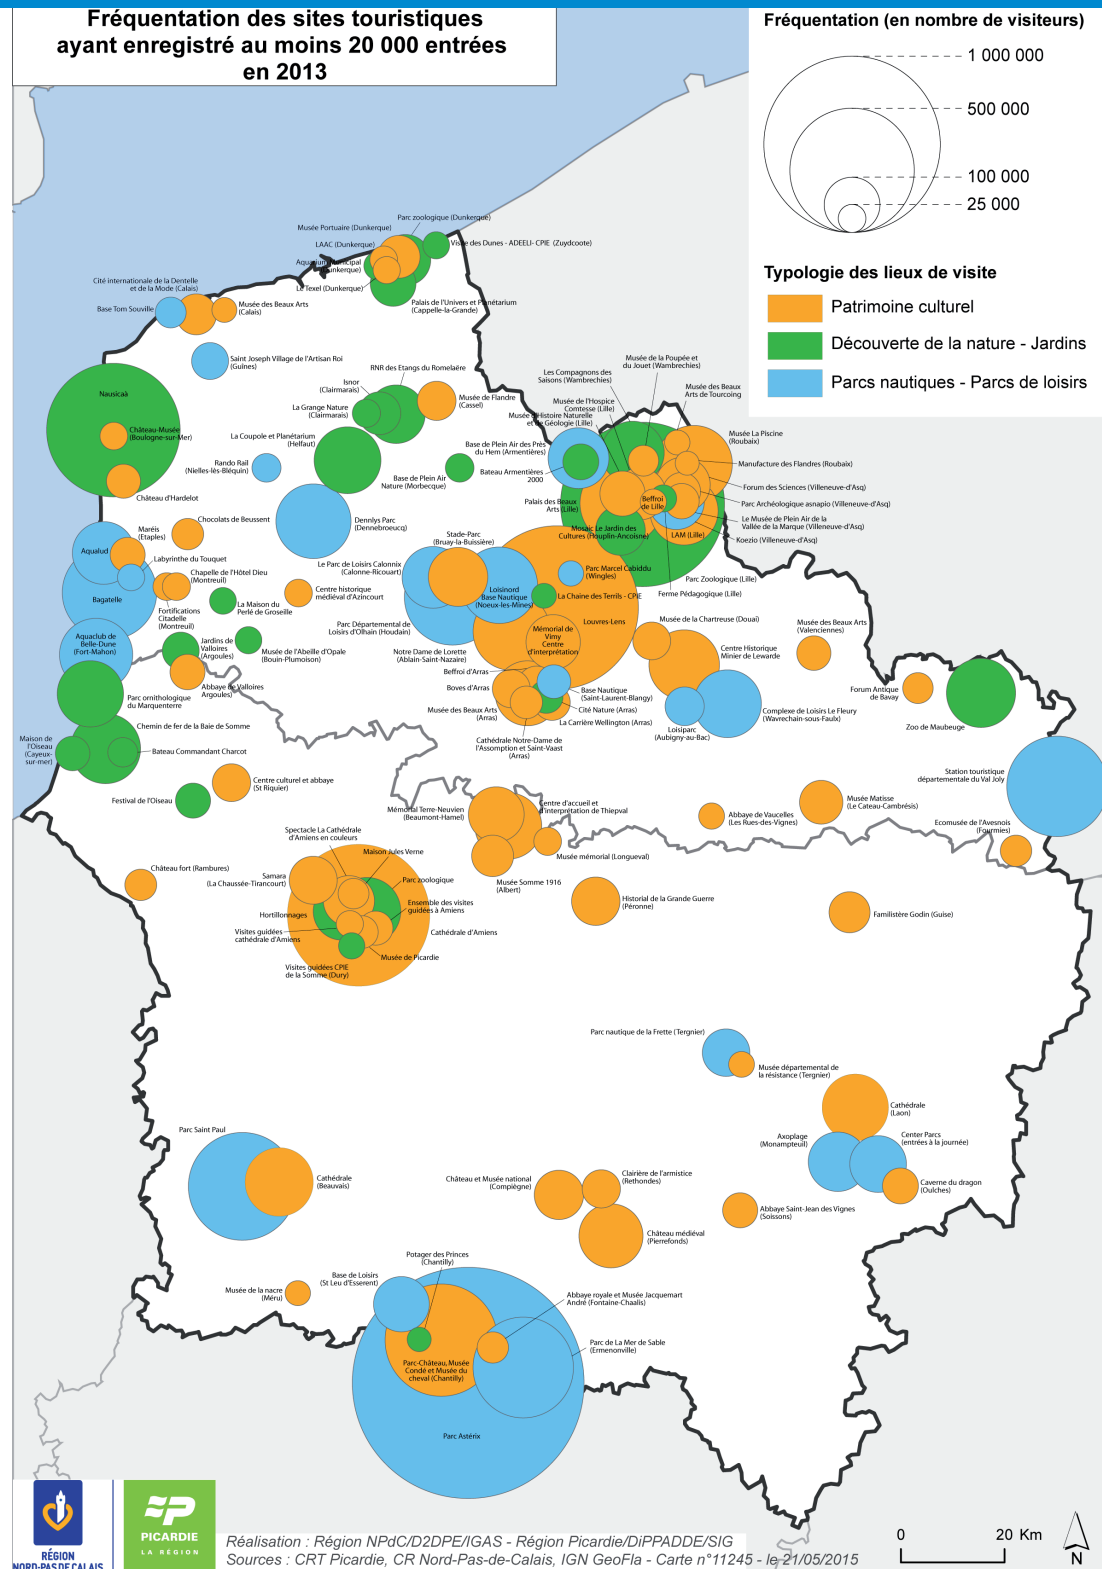 Fréquentation des sites touristiques
ayant enregistré au moins 20 000 entrées
en 2013
Fréquentation (en nombre de visiteurs)
1 000 000
500 000
100 000
25 000
Typologie des lieux de visite
Patrimoine culturel
Découverte de la nature - Jardins
Parcs nautiques - Parcs de loisirs
Parc zoologique (Dunkerque)
Musée Portuaire (Dunkerque)
LAAC (Dunkerque)
Visite des Dunes - ADEELI- CPIE (Zuydcoote)
Aquarium Municipal
(Dunkerque)
Le Texel (Dunkerque)
Palais de l'Univers et Planétarium
(Cappelle-la-Grande)
Cité internationale de la Dentelle
et de la Mode (Calais)
Base Tom Souville
Musée des Beaux Arts
(Calais)
Saint Joseph Village de l'Artisan Roi
(Guînes)
RNR des Etangs du Romelaëre
Isnor
(Clairmarais)
La Grange Nature
(Clairmarais)
Musée de Flandre
(Cassel)
Nausicaà
Château-Musée
(Boulogne-sur-Mer)
Château d'Hardelot
La Coupole et Planétarium
(Helfaut)
Rando Rail
(Nielles-lès-Bléquin)
Base de Plein Air
Nature (Morbecque)
Dennlys Parc
(Dennebroeucq)
Musée de la Poupée et
du Jouet (Wambrechies)
Les Compagnons des
Saisons (Wambrechies)
Musée des Beaux
Arts de Tourcoing
Musée de l'Hospice
Comtesse (Lille)
Musée d'Histoire Naturelle
et de Géologie (Lille)
Musée La Piscine
(Roubaix)
Base de Plein Air des Prés
du Hem (Armentières)
Bateau Armentières
2000
Manufacture des Flandres (Roubaix)
Forum des Sciences (Villeneuve-d'Asq)
Palais des Beaux
Arts (Lille)
Beffroi
de Lille
Parc Archéologique asnapio (Villeneuve-d'Asq)
Le Musée de Plein Air de la
Vallée de la Marque (Villeneuve-d'Asq)
Mosaic Le Jardin des
Cultures (Houplin-Ancoisne)
LAM (Lille)
Koezio (Villeneuve-d'Asq)
Parc Zoologique (Lille)
Ferme Pédagogique (Lille)
Chocolats de Beussent
Maréis
(Etaples)
Aqualud
Labyrinthe du Touquet
Bagatelle
Chapelle de l'Hôtel Dieu
(Montreuil)
Fortifications
Citadelle
(Montreuil)
La Maison du
Perlé de Groseille
Centre historique
médiéval d'Azincourt
Musée de l'Abeille d'Opale
(Bouin-Plumoison)
Aquaclub de
Belle-Dune
(Fort-Mahon)
Jardins de
Valloires
(Argoules)
Abbaye de Valloires
Argoules)
Stade-Parc
(Bruay-la-Buissière)
Le Parc de Loisirs Calonnix
(Calonne-Ricouart)
Loisinord
Base Nautique
(Noeux-les-Mines)
Parc Marcel Cabiddu
(Wingles)
La Chaîne des Terrils - CPIE
Louvres-Lens
Parc Départemental de
Loisirs d'Olhain (Houdain)
Mémorial de
Vimy
Centre
d'interprétation
Notre Dame de Lorette
(Ablain-Saint-Nazaire)
Beffroi d'Arras
Boves d'Arras
Musée des Beaux Arts
(Arras)
Base Nautique
(Saint-Laurent-Blangy)
Cité Nature (Arras)
La Carrière Wellington (Arras)
Cathédrale Notre-Dame de
l'Assomption et Saint-Vaast
(Arras)
Musée de la Chartreuse (Douai)
Centre Historique
Minier de Lewarde
Musée des Beaux Arts
(Valenciennes)
Complexe de Loisirs Le Fleury
(Wavrechain-sous-Faulx)
Loisiparc
(Aubigny-au-Bac)
Forum Antique
de Bavay
Zoo de Maubeuge
Station touristique
départementale du Val Joly
Ecomusée de l'Avesnois
(Fourmies)
Musée Matisse
(Le Cateau-Cambrésis)
Abbaye de Vaucelles
(Les Rues-des-Vignes)
Parc ornithologique
du Marquenterre
Chemin de fer de la Baie de Somme
Maison de
l'Oiseau
(Cayeux-
sur-mer)
Bateau Commandant Charcot
Festival de l'Oiseau
Centre culturel et abbaye
(St Riquier)
Mémorial Terre-Neuvien
(Beaumont-Hamel)
Centre d'accueil et
d'interprétation de Thiepval
Musée mémorial (Longueval)
Musée Somme 1916
(Albert)
Historial de la Grande Guerre
(Péronne)
Familistère Godin (Guise)
Château fort (Rambures)
Spectacle La Cathédrale
d'Amiens en couleurs
Maison Jules Verne
Samara
(La Chaussée-Tirancourt)
Parc zoologique
Hortillonnages
Ensemble des visites
guidées à Amiens
Visites guidées
cathédrale d'Amiens
Cathédrale d'Amiens
Musée de Picardie
Visites guidées CPIE
de la Somme (Dury)
Parc nautique de la Frette (Tergnier)
Musée départemental de
la résistance (Tergnier)
Cathédrale
(Laon)
Axoplage
(Monampteuil)
Center Parcs
(entrées à la journée)
Caverne du dragon
(Oulches)
Parc Saint Paul
Cathédrale
(Beauvais)
Château et Musée national
(Compiègne)
Clairière de l'armistice
(Rethondes)
Château médiéval
(Pierrefonds)
Abbaye Saint-Jean des Vignes
(Soissons)
Musée de la nacre
(Méru)
Base de Loisirs
(St Leu d'Esserent)
Potager des Princes
(Chantilly)
Abbaye royale et Musée Jacquemart
André (Fontaine-Chaalis)
Parc de La Mer de Sable
(Ermenonville)
Parc-Château, Musée
Condé et Musée du
cheval (Chantilly)
Parc Astérix
RÉGION
NORD-PAS DE CALAIS
PICARDIE
LA RÉGION
Réalisation : Région NPdC/D2DPE/IGAS - Région Picardie/DiPPADDE/SIG
Sources : CRT Picardie, CR Nord-Pas-de-Calais, IGN GeoFla - Carte n°11245 - le 21/05/2015
0 20 Km
N